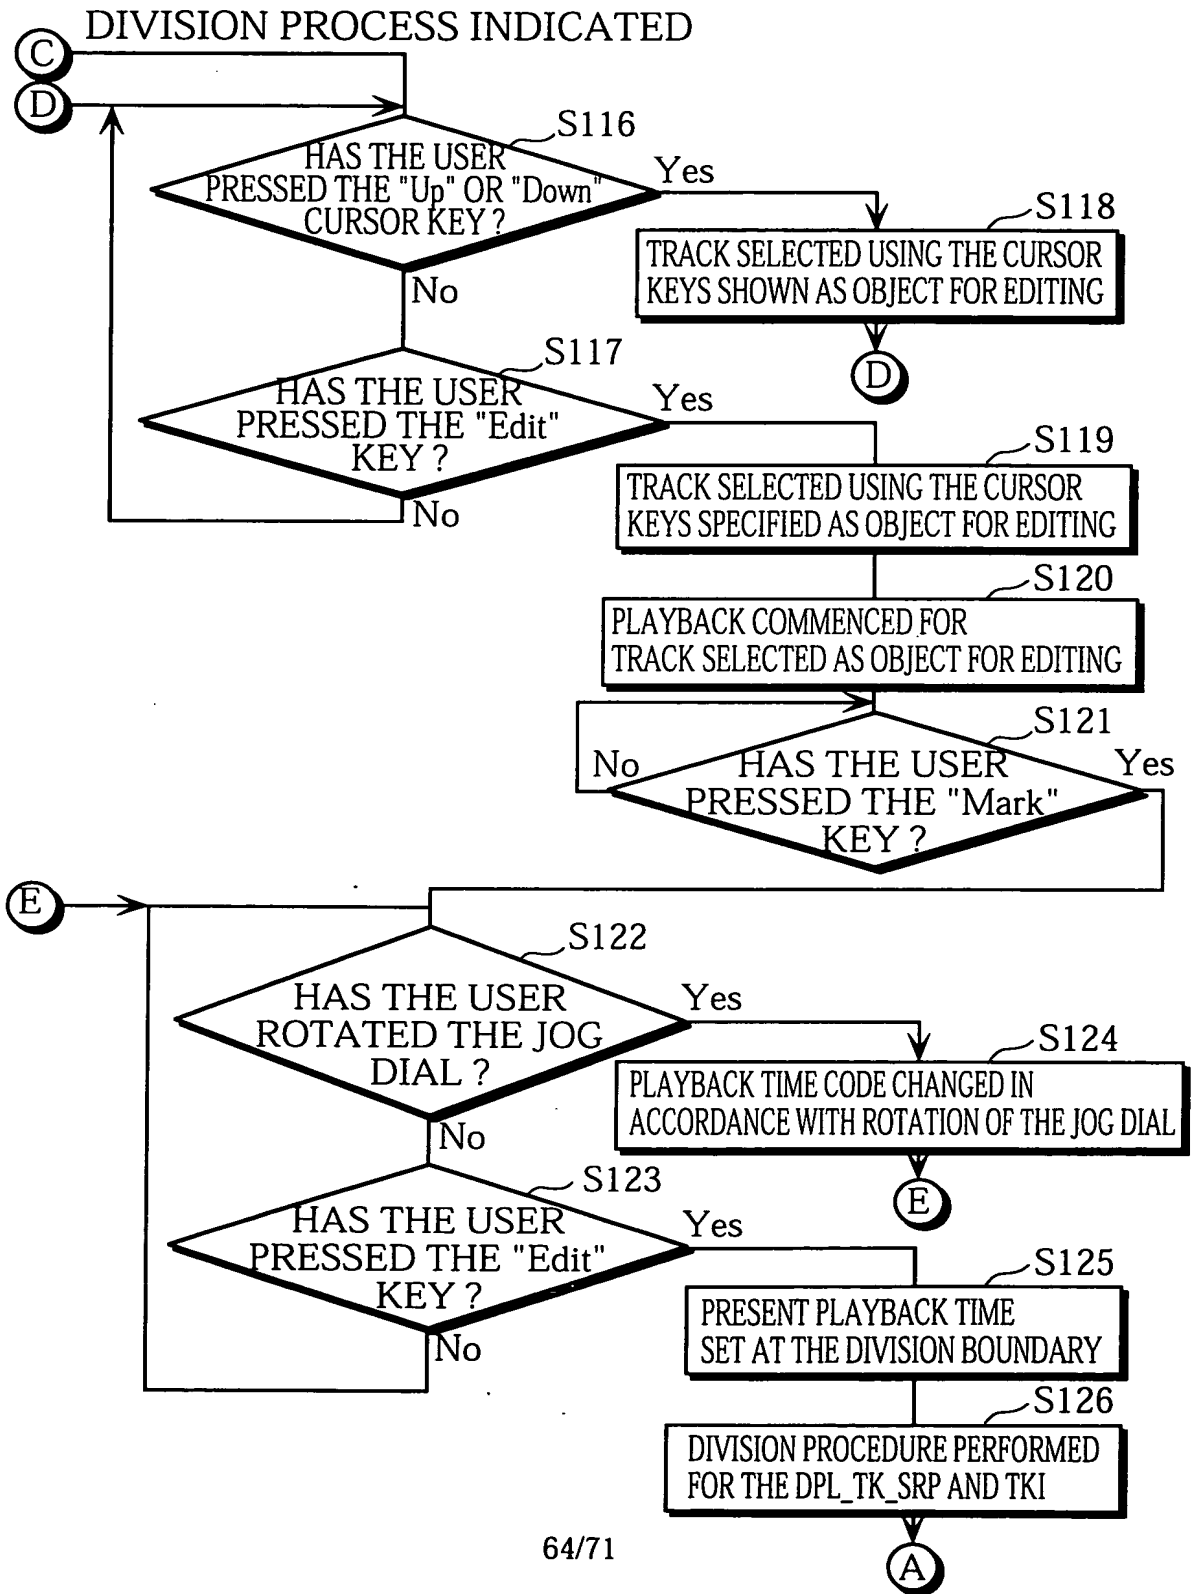 DIVISION PROCESS INDICATED
C
D
S116
HAS THE USER
PRESSED THE "Up" OR "Down"
CURSOR KEY ?
Yes
No
S118
TRACK SELECTED USING THE CURSOR
KEYS SHOWN AS OBJECT FOR EDITING
D
S117
HAS THE USER
PRESSED THE "Edit"
KEY ?
Yes
No
S119
TRACK SELECTED USING THE CURSOR
KEYS SPECIFIED AS OBJECT FOR EDITING
S120
PLAYBACK COMMENCED FOR
TRACK SELECTED AS OBJECT FOR EDITING
S121
No
HAS THE USER
PRESSED THE "Mark"
KEY ?
Yes
E
S122
HAS THE USER
ROTATED THE JOG
DIAL ?
Yes
No
S124
PLAYBACK TIME CODE CHANGED IN
ACCORDANCE WITH ROTATION OF THE JOG DIAL
E
S123
HAS THE USER
PRESSED THE "Edit"
KEY ?
Yes
No
S125
PRESENT PLAYBACK TIME
SET AT THE DIVISION BOUNDARY
S126
DIVISION PROCEDURE PERFORMED
FOR THE DPL_TK_SRP AND TKI
A
64/71